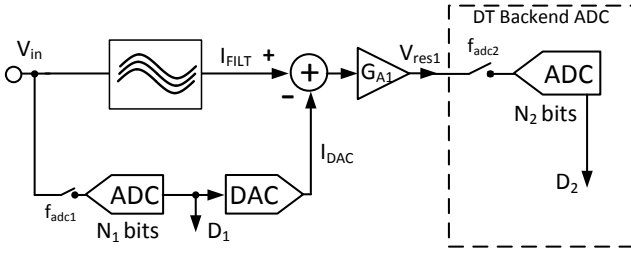 DT Backend ADC
V_in
I_FILT
+
+
−
G_A1
V_res1
f_adc2
ADC
N_2 bits
D_2
I_DAC
f_adc1
ADC
N_1 bits
D_1
DAC